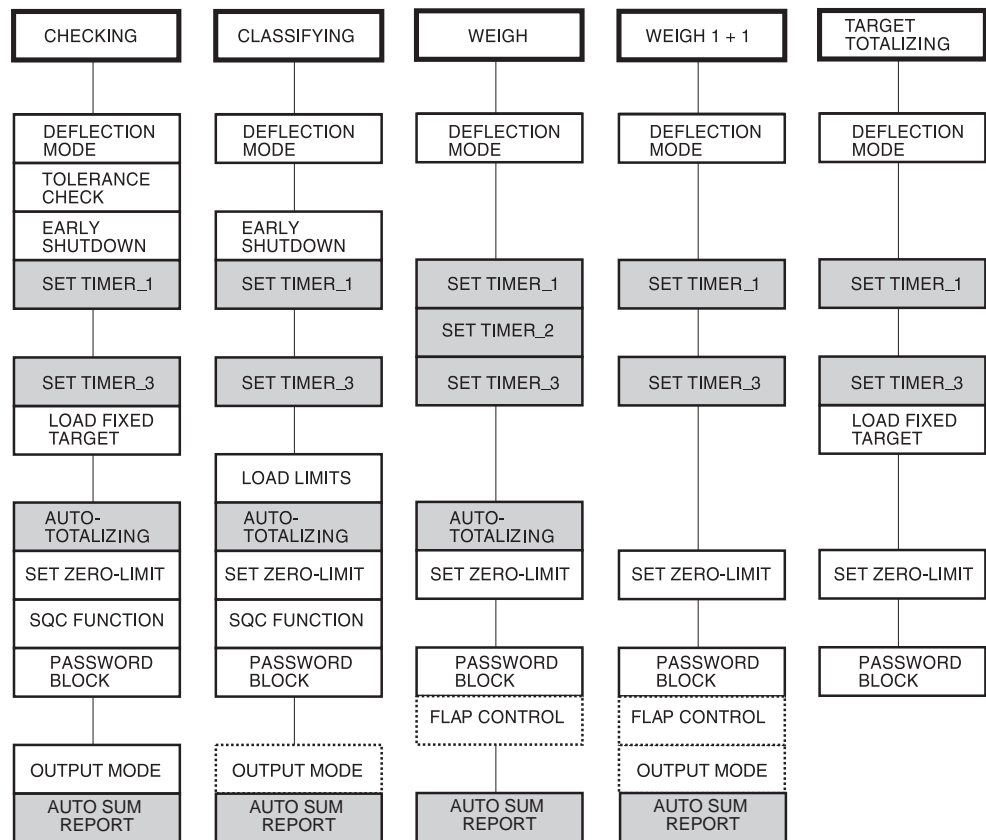 CHECKING
DEFLECTION
MODE
TOLERANCE
CHECK
EARLY
SHUTDOWN
SET TIMER_1
SET TIMER_3
LOAD FIXED
TARGET
AUTO-
TOTALIZING
SET ZERO-LIMIT
SQC FUNCTION
PASSWORD
BLOCK
OUTPUT MODE
AUTO SUM
REPORT
CLASSIFYING
DEFLECTION
MODE
EARLY
SHUTDOWN
SET TIMER_1
SET TIMER_3
LOAD LIMITS
AUTO-
TOTALIZING
SET ZERO-LIMIT
SQC FUNCTION
PASSWORD
BLOCK
OUTPUT MODE
AUTO SUM
REPORT
WEIGH
DEFLECTION
MODE
SET TIMER_1
SET TIMER_2
SET TIMER_3
AUTO-
TOTALIZING
SET ZERO-LIMIT
PASSWORD
BLOCK
FLAP CONTROL
AUTO SUM
REPORT
WEIGH 1 + 1
DEFLECTION
MODE
SET TIMER_1
SET TIMER_3
SET ZERO-LIMIT
PASSWORD
BLOCK
FLAP CONTROL
OUTPUT MODE
AUTO SUM
REPORT
TARGET
TOTALIZING
DEFLECTION
MODE
SET TIMER_1
SET TIMER_3
LOAD FIXED
TARGET
SET ZERO-LIMIT
PASSWORD
BLOCK